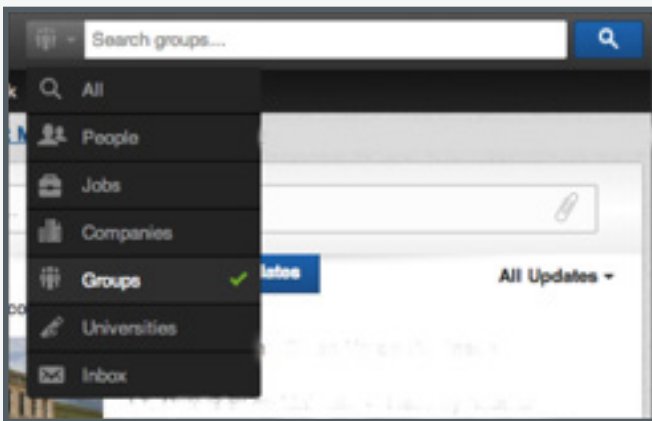 Search groups...
All
People
Jobs
Companies
Groups
All Updates
Universities
Inbox